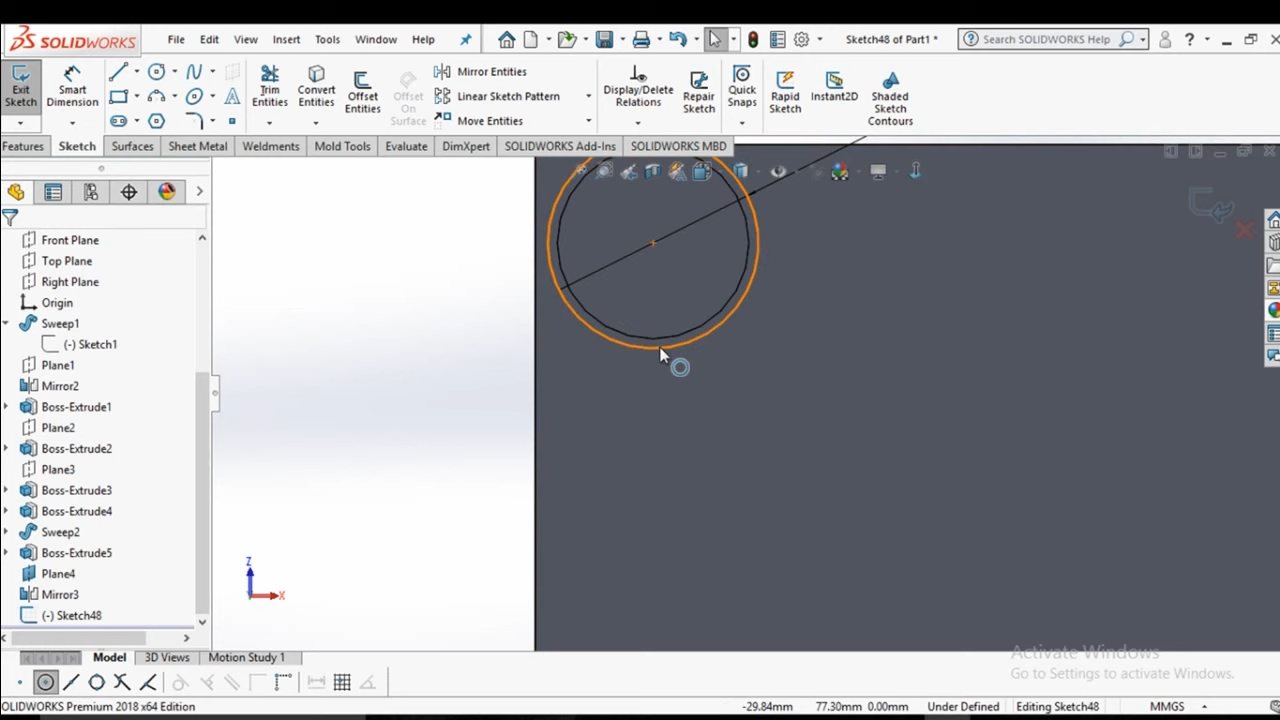 SOLIDWORKS File Edit View Insert Tools Window Help Sketch48 of Part1 * Search SOLIDWORKS Help ?
Exit Sketch
Smart Dimension
Trim Entities
Convert Entities
Offset Entities
Offset On Surface
Mirror Entities
Linear Sketch Pattern
Move Entities
Display/Delete Relations
Repair Sketch
Quick Snaps
Rapid Sketch
Instant2D
Shaded Sketch Contours
Features Sketch Surfaces Sheet Metal Weldments Mold Tools Evaluate DimXpert SOLIDWORKS Add-Ins SOLIDWORKS MBD
Front Plane
Top Plane
Right Plane
Origin
Sweep1
(-) Sketch1
Plane1
Mirror2
Boss-Extrude1
Plane2
Boss-Extrude2
Plane3
Boss-Extrude3
Boss-Extrude4
Sweep2
Boss-Extrude5
Plane4
Mirror3
(-) Sketch48
Z
X
Activate Windows
Go to Settings to activate Windows.
Model 3D Views Motion Study 1
OLIDWORKS Premium 2018 x64 Edition -29.84mm 77.30mm 0.00mm Under Defined Editing Sketch48 MMGS